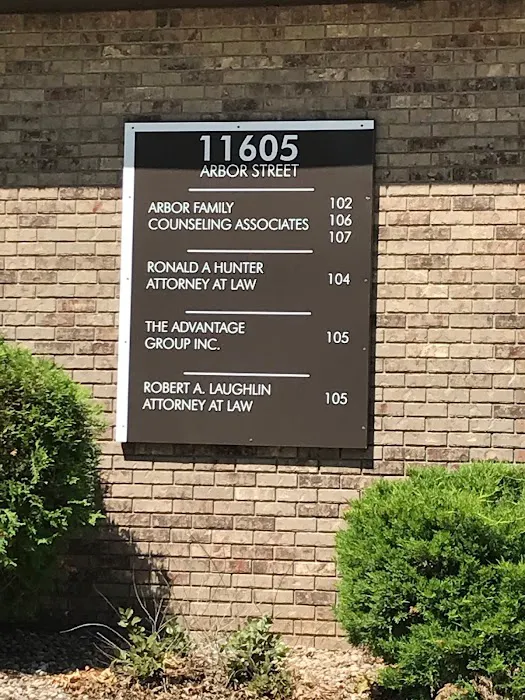 11605
ARBOR STREET
ARBOR FAMILY 102
COUNSELING ASSOCIATES 106
107
RONALD A HUNTER
ATTORNEY AT LAW 104
THE ADVANTAGE
GROUP INC. 105
ROBERT A. LAUGHLIN
ATTORNEY AT LAW 105